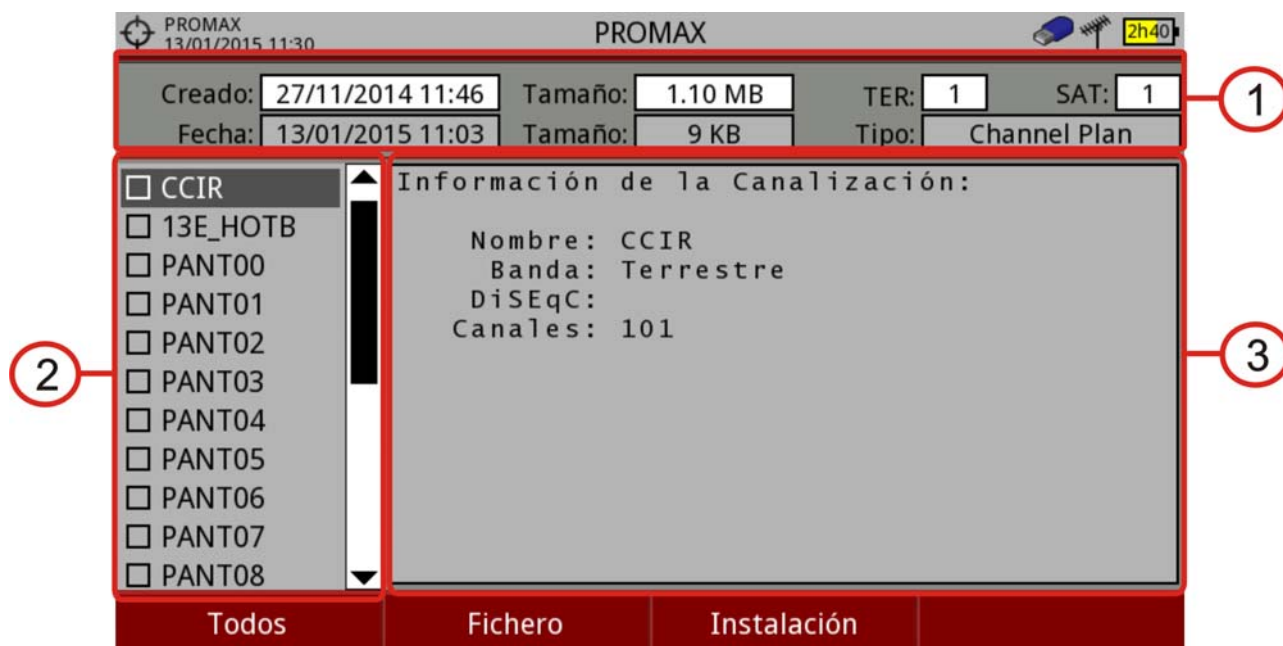 PROMAX
13/01/2015 11:30
PROMAX
2h40
Creado: 27/11/2014 11:46 Tamaño: 1.10 MB TER: 1 SAT: 1
Fecha: 13/01/2015 11:03 Tamaño: 9 KB Tipo: Channel Plan
1
CCIR
13E_HOTB
PANT00
PANT01
PANT02
PANT03
PANT04
PANT05
PANT06
PANT07
PANT08
2
Información de la Canalización:
Nombre: CCIR
Banda: Terrestre
DiSEqC:
Canales: 101
3
Todos Fichero Instalación